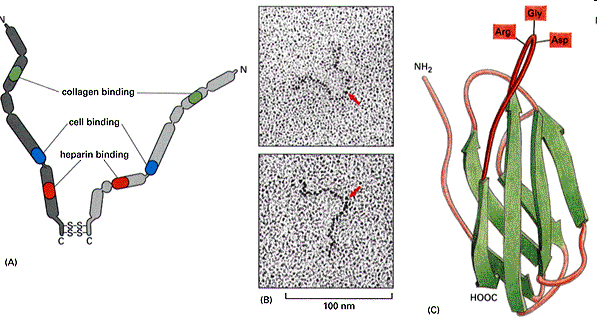 N
N
collagen binding
cell binding
heparin binding
S S
S S
C C
(A)
(B)
100 nm
Gly
Arg
Asp
NH2
HOOC
(C)